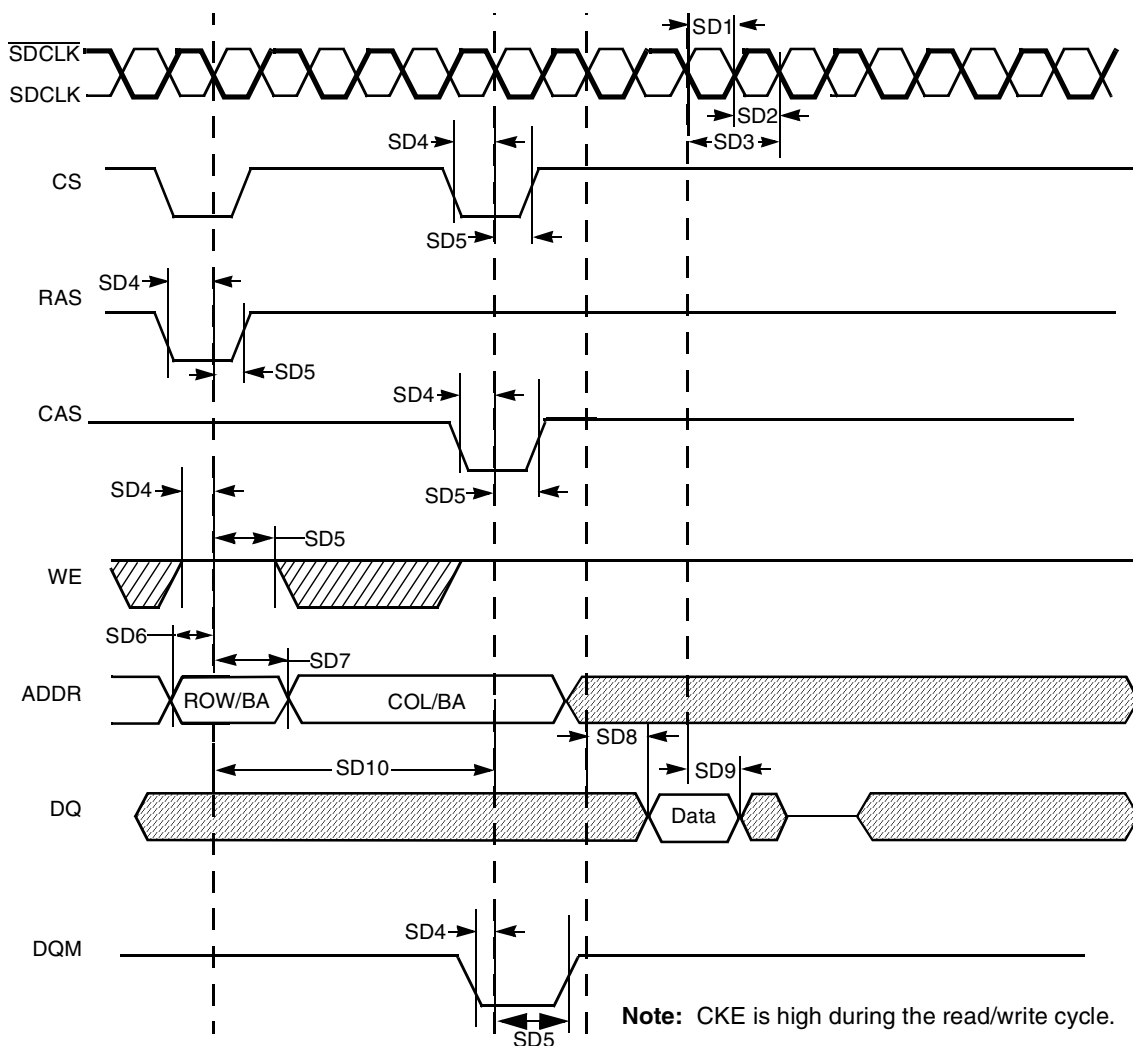 SD1
SDCLK
SDCLK
SD2
SD4
SD3
CS
SD5
SD4
RAS
SD5
SD4
CAS
SD4
SD5
SD5
WE
SD6
SD7
ADDR
ROW/BA
COL/BA
SD8
SD10
SD9
DQ
Data
SD4
DQM
Note: CKE is high during the read/write cycle.
SD5